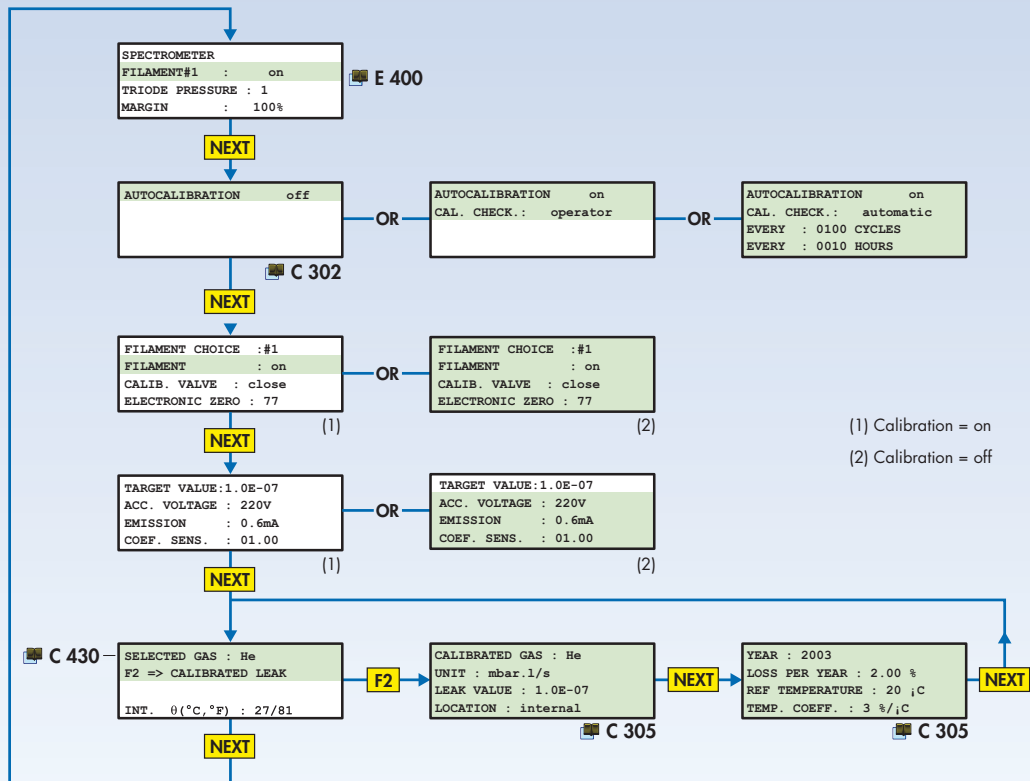 SPECTROMETER
FILAMENT#1 : on
TRIODE PRESSURE : 1
MARGIN : 100%
E 400
NEXT
AUTOCALIBRATION off
OR
AUTOCALIBRATION on
CAL. CHECK.: operator
OR
AUTOCALIBRATION on
CAL. CHECK.: automatic
EVERY : 0100 CYCLES
EVERY : 0010 HOURS
C 302
NEXT
FILAMENT CHOICE :#1
FILAMENT : on
CALIB. VALVE : close
ELECTRONIC ZERO : 77
(1)
OR
FILAMENT CHOICE :#1
FILAMENT : on
CALIB. VALVE : close
ELECTRONIC ZERO : 77
(2)
(1) Calibration = on
(2) Calibration = off
NEXT
TARGET VALUE:1.0E-07
ACC. VOLTAGE : 220V
EMISSION : 0.6mA
COEF. SENS. : 01.00
(1)
OR
TARGET VALUE:1.0E-07
ACC. VOLTAGE : 220V
EMISSION : 0.6mA
COEF. SENS. : 01.00
(2)
NEXT
C 430
SELECTED GAS : He
F2 => CALIBRATED LEAK
INT. θ(°C,°F) : 27/81
F2
CALIBRATED GAS : He
UNIT : mbar.l/s
LEAK VALUE : 1.0E-07
LOCATION : internal
C 305
NEXT
YEAR : 2003
LOSS PER YEAR : 2.00 %
REF TEMPERATURE : 20 ¡C
TEMP. COEFF. : 3 %/¡C
C 305
NEXT
NEXT